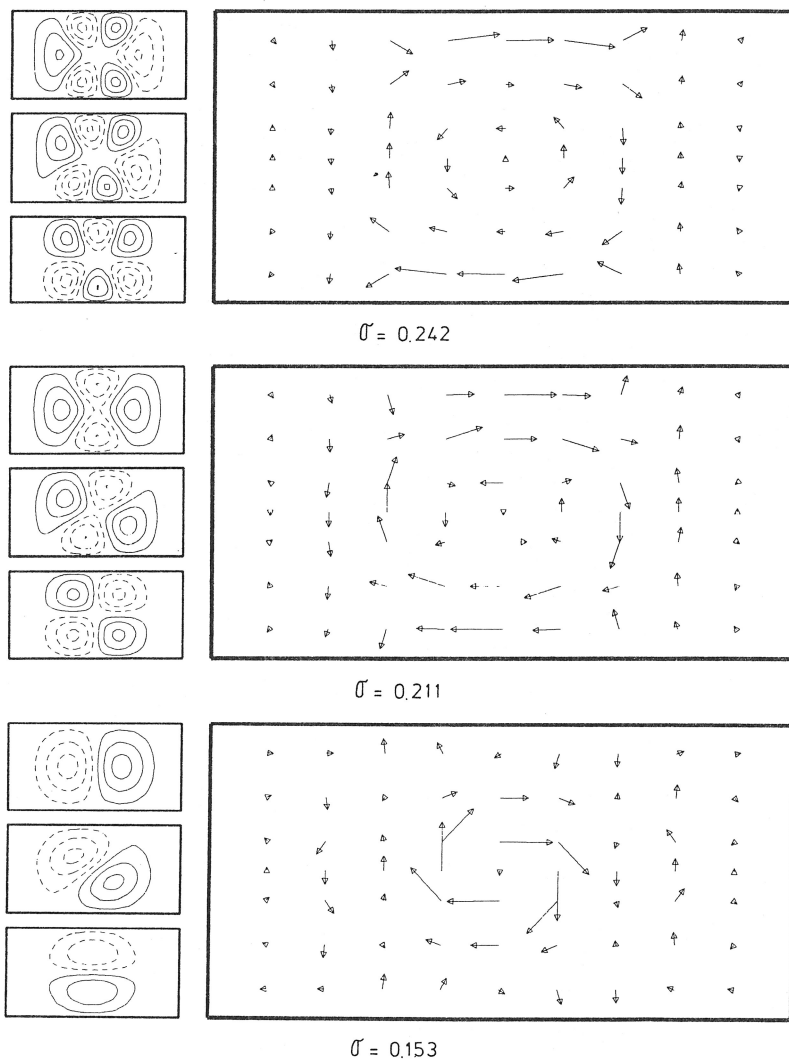 σ = 0.242
σ = 0.211
σ = 0.153